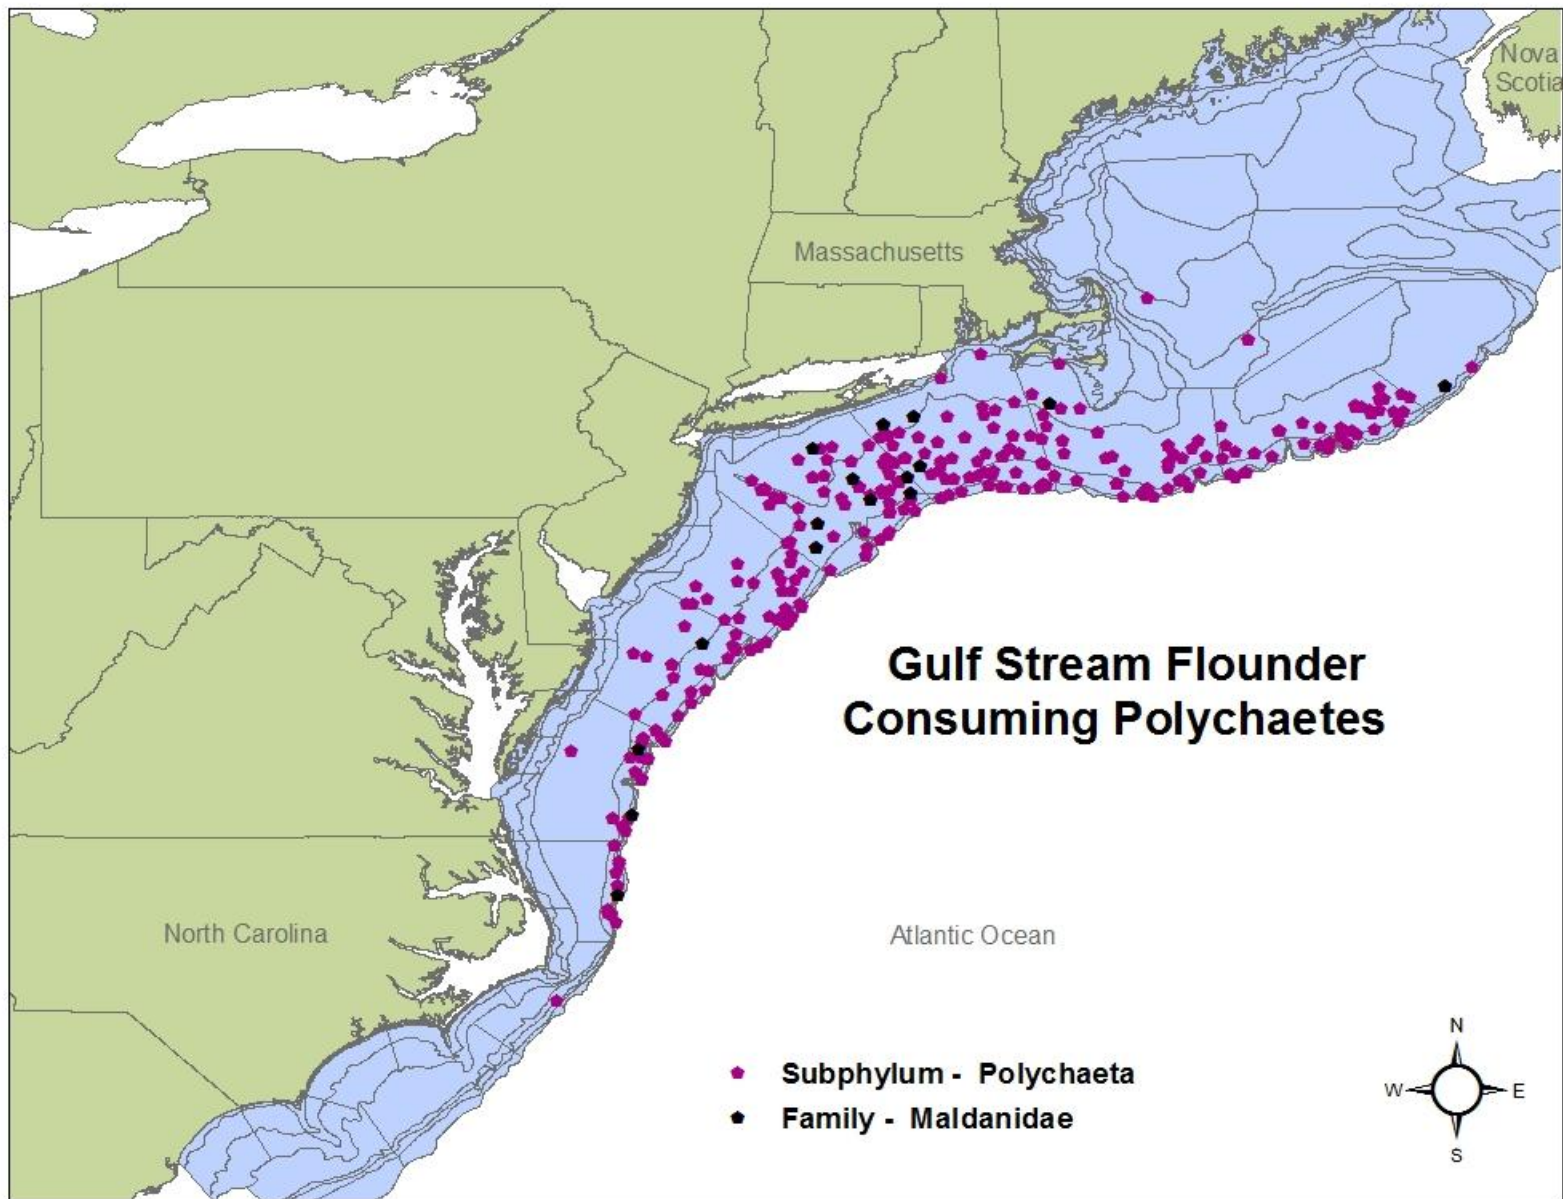 Nova
Scotia
Massachusetts
Gulf Stream Flounder
Consuming Polychaetes
North Carolina
Atlantic Ocean
Subphylum - Polychaeta
Family - Maldanidae
N
W
E
S